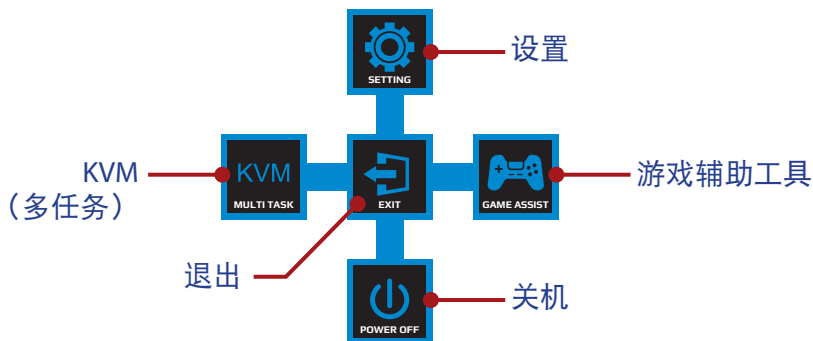 SETTING
设置
KVM
（多任务）
KVM
MULTI TASK
EXIT
GAME ASSIST
游戏辅助工具
退出
POWER OFF
关机